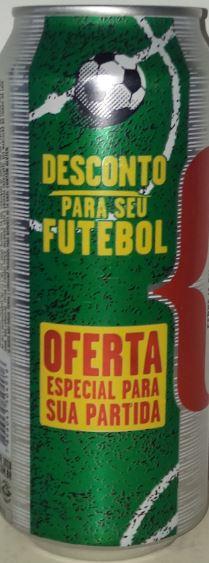 DESCONTO
PARA SEU
FUTEBOL
OFERTA
ESPECIAL PARA
SUA PARTIDA